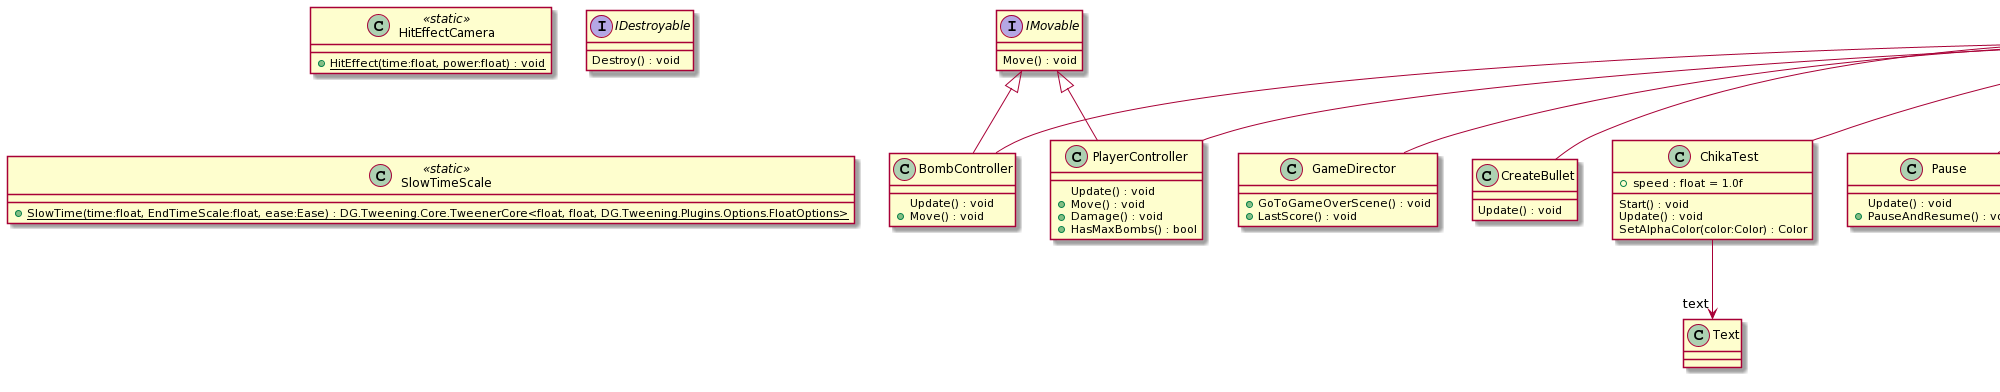 «static»
HitEffectCamera
HitEffect(time:float, power:float) : void
IDestroyable
Destroy() : void
IMovable
Move() : void
«static»
SlowTimeScale
SlowTime(time:float, EndTimeScale:float, ease:Ease) : DG.Tweening.Core.TweenerCore<float, float, DG.Tweening.Plugins.Options.FloatOptions>
BombController
Update() : void
Move() : void
PlayerController
Update() : void
Move() : void
Damage() : void
HasMaxBombs() : bool
GameDirector
GoToGameOverScene() : void
LastScore() : void
CreateBullet
Update() : void
ChikaTest
speed : float = 1.0f
Start() : void
Update() : void
SetAlphaColor(color:Color) : Color
Pause
Update() : void
PauseAndResume() :
text
Text